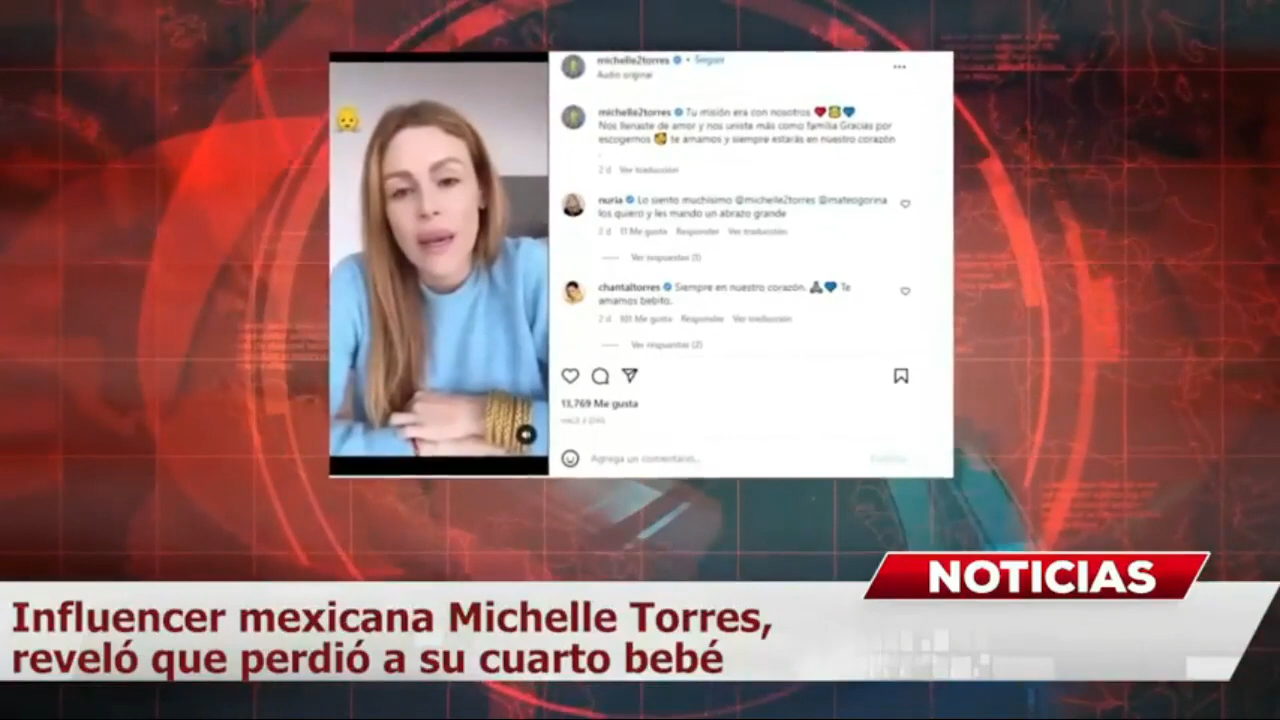 michelle2torres • Seguir
Audio original
michelle2torres Tu misión era con nosotros
Nos llenaste de amor y nos uniste más como familia Gracias por
escogernos te amamos y siempre estarás en nuestro corazón
.
2 d Ver traducción
nuria Lo siento muchísimo @michelle2torres @mateogorina
los quiero y les mando un abrazo grande
2 d 11 Me gusta Responder Ver traducción
Ver respuestas (1)
chantaltorres Siempre en nuestro corazón. Te
amamos bebito.
2 d 101 Me gusta Responder Ver traducción
Ver respuestas (2)
13,769 Me gusta
Agrega un comentario...
NOTICIAS
Influencer mexicana Michelle Torres,
reveló que perdió a su cuarto bebé